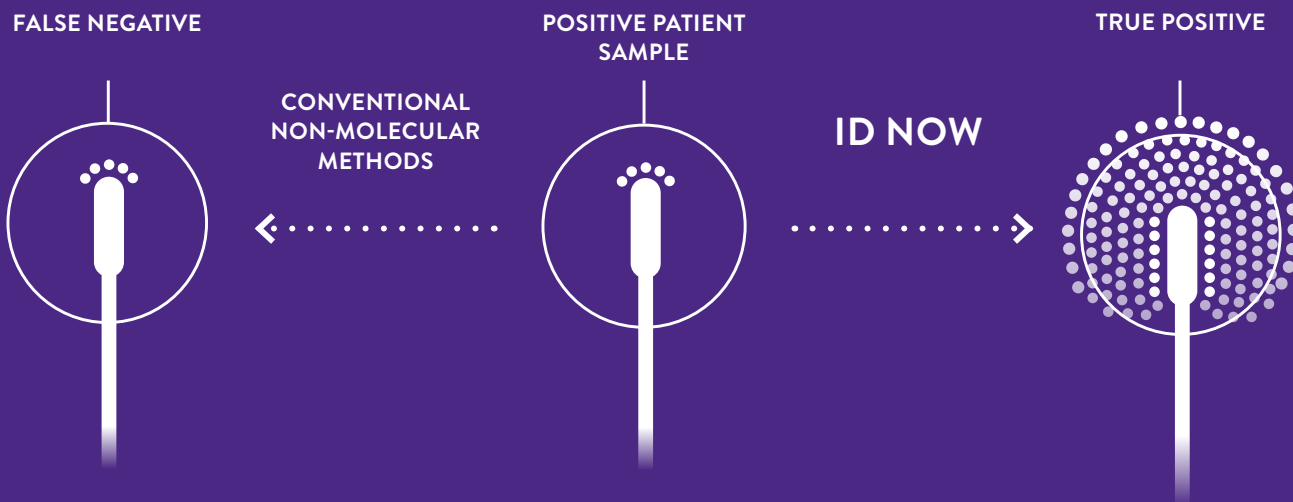 FALSE NEGATIVE
CONVENTIONAL
NON-MOLECULAR
METHODS
POSITIVE PATIENT
SAMPLE
ID NOW
TRUE POSITIVE